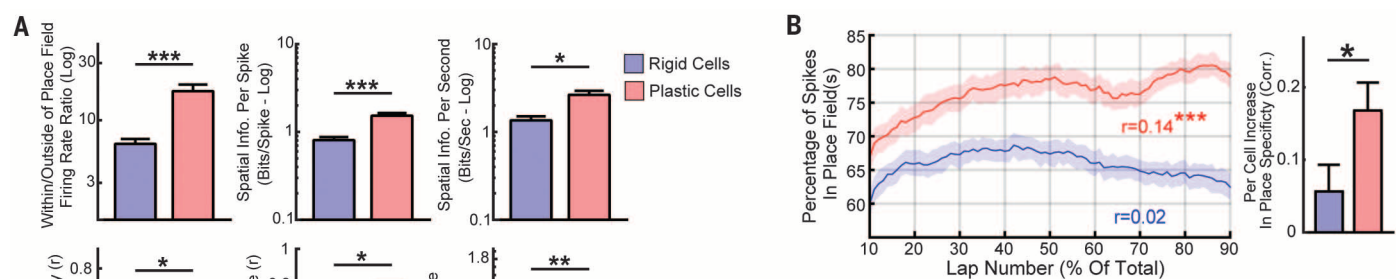 A
Within/Outside of Place Field
Firing Rate Ratio (Log)
30
10
3
***
Spatial Info. Per Spike
(Bits/Spike - Log)
10
1
0.1
***
Spatial Info. Per Second
(Bits/Sec - Log)
10
1
0.1
*
Rigid Cells
Plastic Cells
y (r)
0.8
*
e (r)
1
*
e
1.8
**
B
Percentage of Spikes
In Place Field(s)
85
80
75
70
65
60
r=0.14***
r=0.02
10 20 30 40 50 60 70 80 90
Lap Number (% Of Total)
Per Cell Increase
In Place Specificty (Corr.)
0.2
0.1
0
*